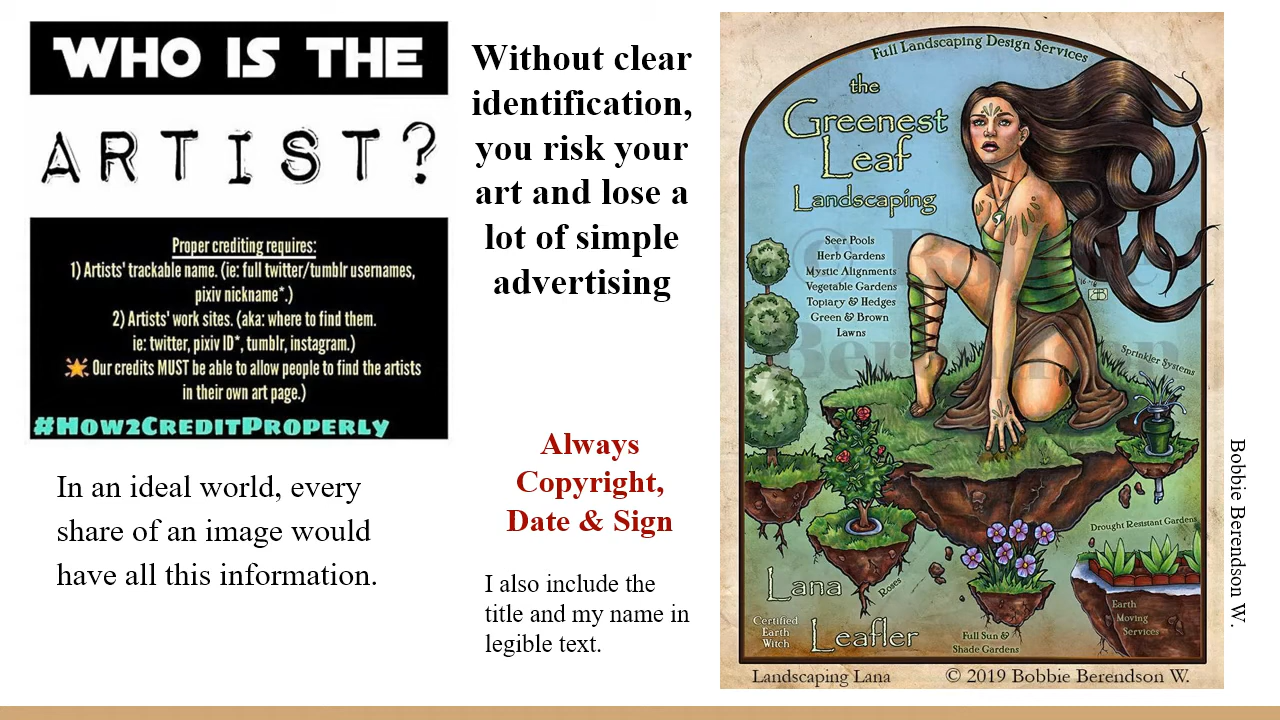 WHO IS THE
ARTIST?
Proper crediting requires:
1) Artists' trackable name. (ie: full twitter/tumblr usernames,
pixiv nickname*.)
2) Artists' work sites. (aka: where to find them.
ie: twitter, pixiv ID*, tumblr, instagram.)
Our credits MUST be able to allow people to find the artists
in their own art page.)
#How2CreditProperly
In an ideal world, every
share of an image would
have all this information.
Without clear
identification,
you risk your
art and lose a
lot of simple
advertising
Always
Copyright,
Date & Sign
I also include the
title and my name in
legible text.
Full Landscaping Design Services
the
Greenest
Leaf
Landscaping
Seer Pools
Herb Gardens
Mystic Alignments
Vegetable Gardens
Topiary & Hedges
Green & Brown
Lawns
Sprinkler Systems
Drought Resistant Gardens
Roses
Lana
Leafler
Certified
Earth
Witch
Full Sun &
Shade Gardens
Earth
Moving
Services
Landscaping Lana
© 2019 Bobbie Berendson W.
Bobbie Berendson W.